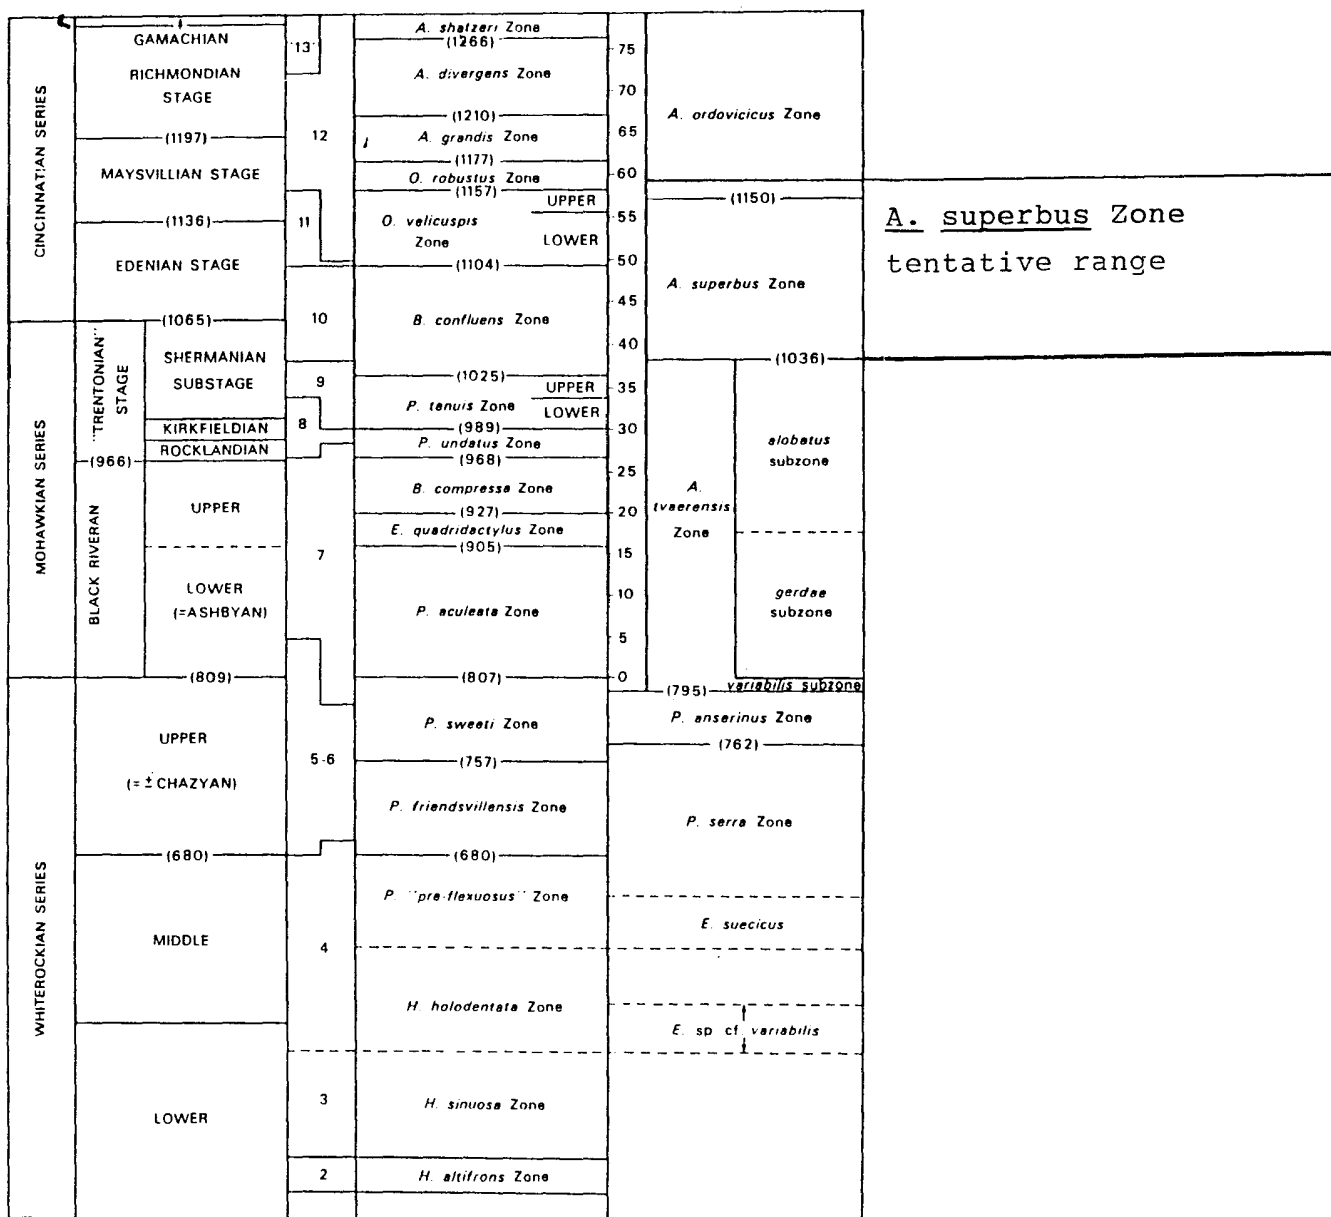 CINCINNATIAN SERIES
MOHAWKIAN SERIES
WHITEROCKIAN SERIES
GAMACHIAN
RICHMONDIAN
STAGE
(1197)
MAYSVILLIAN STAGE
(1136)
EDENIAN STAGE
(1065)
"TRENTONIAN"
STAGE
SHERMANIAN
SUBSTAGE
KIRKFIELDIAN
ROCKLANDIAN
(966)
BLACK RIVERAN
UPPER
LOWER
(=ASHBYAN)
(809)
UPPER
(= ± CHAZYAN)
(680)
MIDDLE
LOWER
13
12
11
10
9
8
7
5-6
4
3
2
A. shatzeri Zone
(1266)
A. divergens Zone
(1210)
A. grandis Zone
(1177)
O. robustus Zone
(1157)
UPPER
O. velicuspis
Zone
LOWER
(1104)
B. confluens Zone
(1025)
UPPER
P. tenuis Zone
LOWER
(989)
P. undatus Zone
(968)
B. compressa Zone
(927)
E. quadridactylus Zone
(905)
P. aculeata Zone
(807)
P. sweeti Zone
(757)
P. friendsvillensis Zone
(680)
P. "pre-flexuosus" Zone
H. holodentata Zone
H. sinuosa Zone
H. altifrons Zone
75
70
65
60
55
50
45
40
35
30
25
20
15
10
5
0
A. ordovicicus Zone
(1150)
A. superbus Zone
(1036)
A.
tvaerensis
Zone
alobatus
subzone
gerdae
subzone
variabilis subzone
(795)
P. anserinus Zone
(762)
P. serra Zone
E. suecicus
E. sp cf. variabilis
A. superbus Zone
tentative range